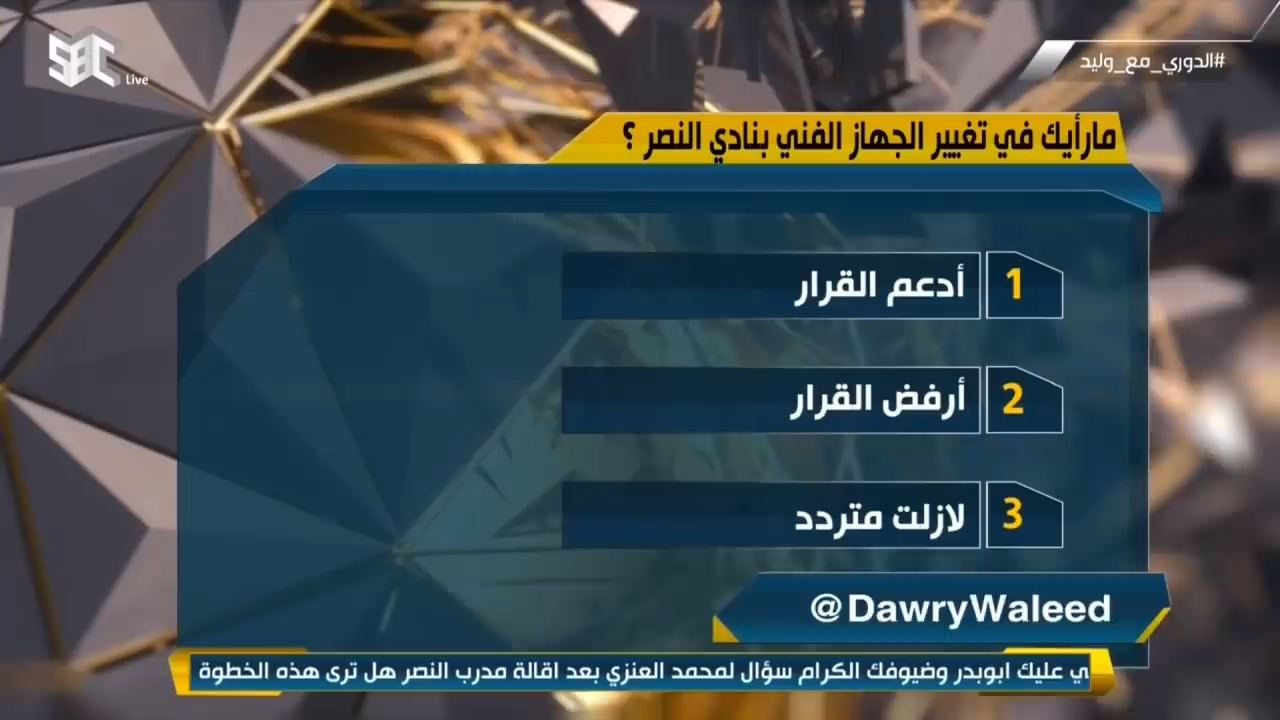 SBC Live
#الدوري_مع_وليد
مارأيك في تغيير الجهاز الفني بنادي النصر ؟
1 أدعم القرار
2 أرفض القرار
3 لازلت متردد
@DawryWaleed
ي عليك ابوبدر وضيوفك الكرام سؤال لمحمد العنزي بعد اقالة مدرب النصر هل ترى هذه الخطوة